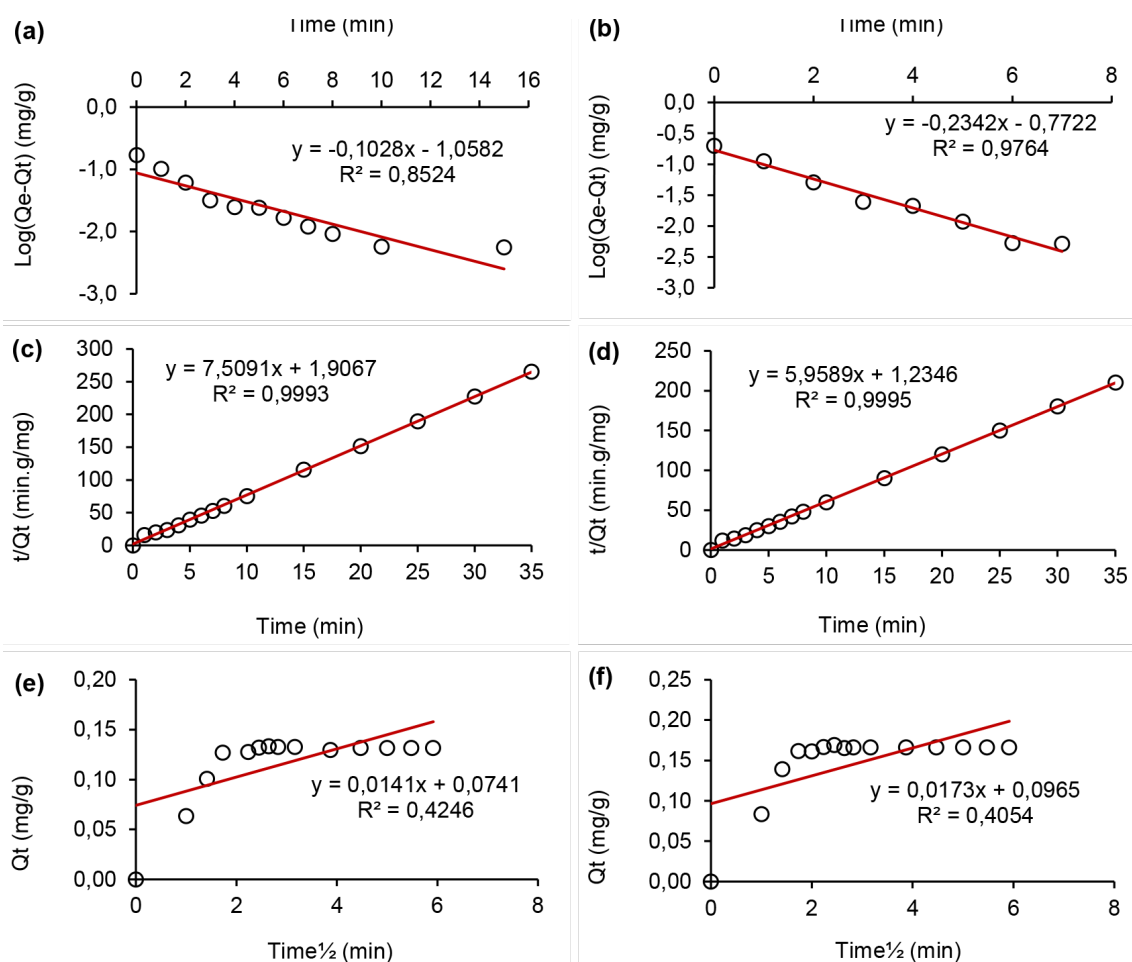 (a)
Time (min)
0 2 4 6 8 10 12 14 16
0,0
-1,0
-2,0
-3,0
Log(Qe-Qt) (mg/g)
y = -0,1028x - 1,0582
R² = 0,8524
(b)
Time (min)
0 2 4 6 8
0,0
-0,5
-1,0
-1,5
-2,0
-2,5
-3,0
Log(Qe-Qt) (mg/g)
y = -0,2342x - 0,7722
R² = 0,9764
(c)
300
250
200
150
100
50
0
t/Qt (min.g/mg)
y = 7,5091x + 1,9067
R² = 0,9993
0 5 10 15 20 25 30 35
Time (min)
(d)
250
200
150
100
50
0
t/Qt (min.g/mg)
y = 5,9589x + 1,2346
R² = 0,9995
0 5 10 15 20 25 30 35
Time (min)
(e)
0,20
0,15
0,10
0,05
0,00
Qt (mg/g)
y = 0,0141x + 0,0741
R² = 0,4246
0 2 4 6 8
Time½ (min)
(f)
0,25
0,20
0,15
0,10
0,05
0,00
Qt (mg/g)
y = 0,0173x + 0,0965
R² = 0,4054
0 2 4 6 8
Time½ (min)